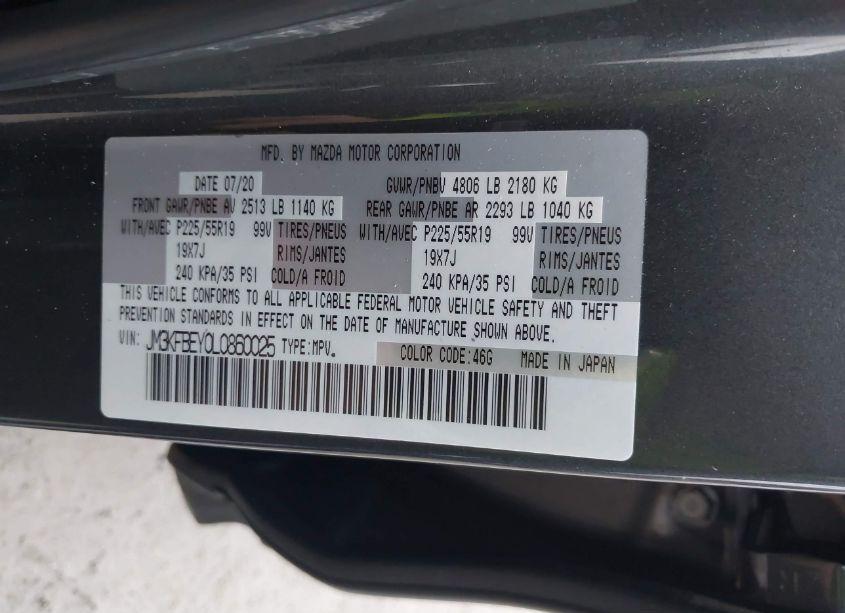 MFD. BY MAZDA MOTOR CORPORATION
DATE 07/20 GVWR/PNBV 4806 LB 2180 KG
FRONT GAWR/PNBE AV 2513 LB 1140 KG REAR GAWR/PNBE AR 2293 LB 1040 KG
WITH/AVEC P225/55R19 99V TIRES/PNEUS WITH/AVEC P225/55R19 99V TIRES/PNEUS
19X7J RIMS/JANTES 19X7J RIMS/JANTES
240 KPA/35 PSI COLD/A FROID 240 KPA/35 PSI COLD/A FROID
THIS VEHICLE CONFORMS TO ALL APPLICABLE FEDERAL MOTOR VEHICLE SAFETY AND THEFT
PREVENTION STANDARDS IN EFFECT ON THE DATE OF MANUFACTURE SHOWN ABOVE.
VIN: JM3KFBEY0L0860025 TYPE:MPV. COLOR CODE:46G MADE IN JAPAN